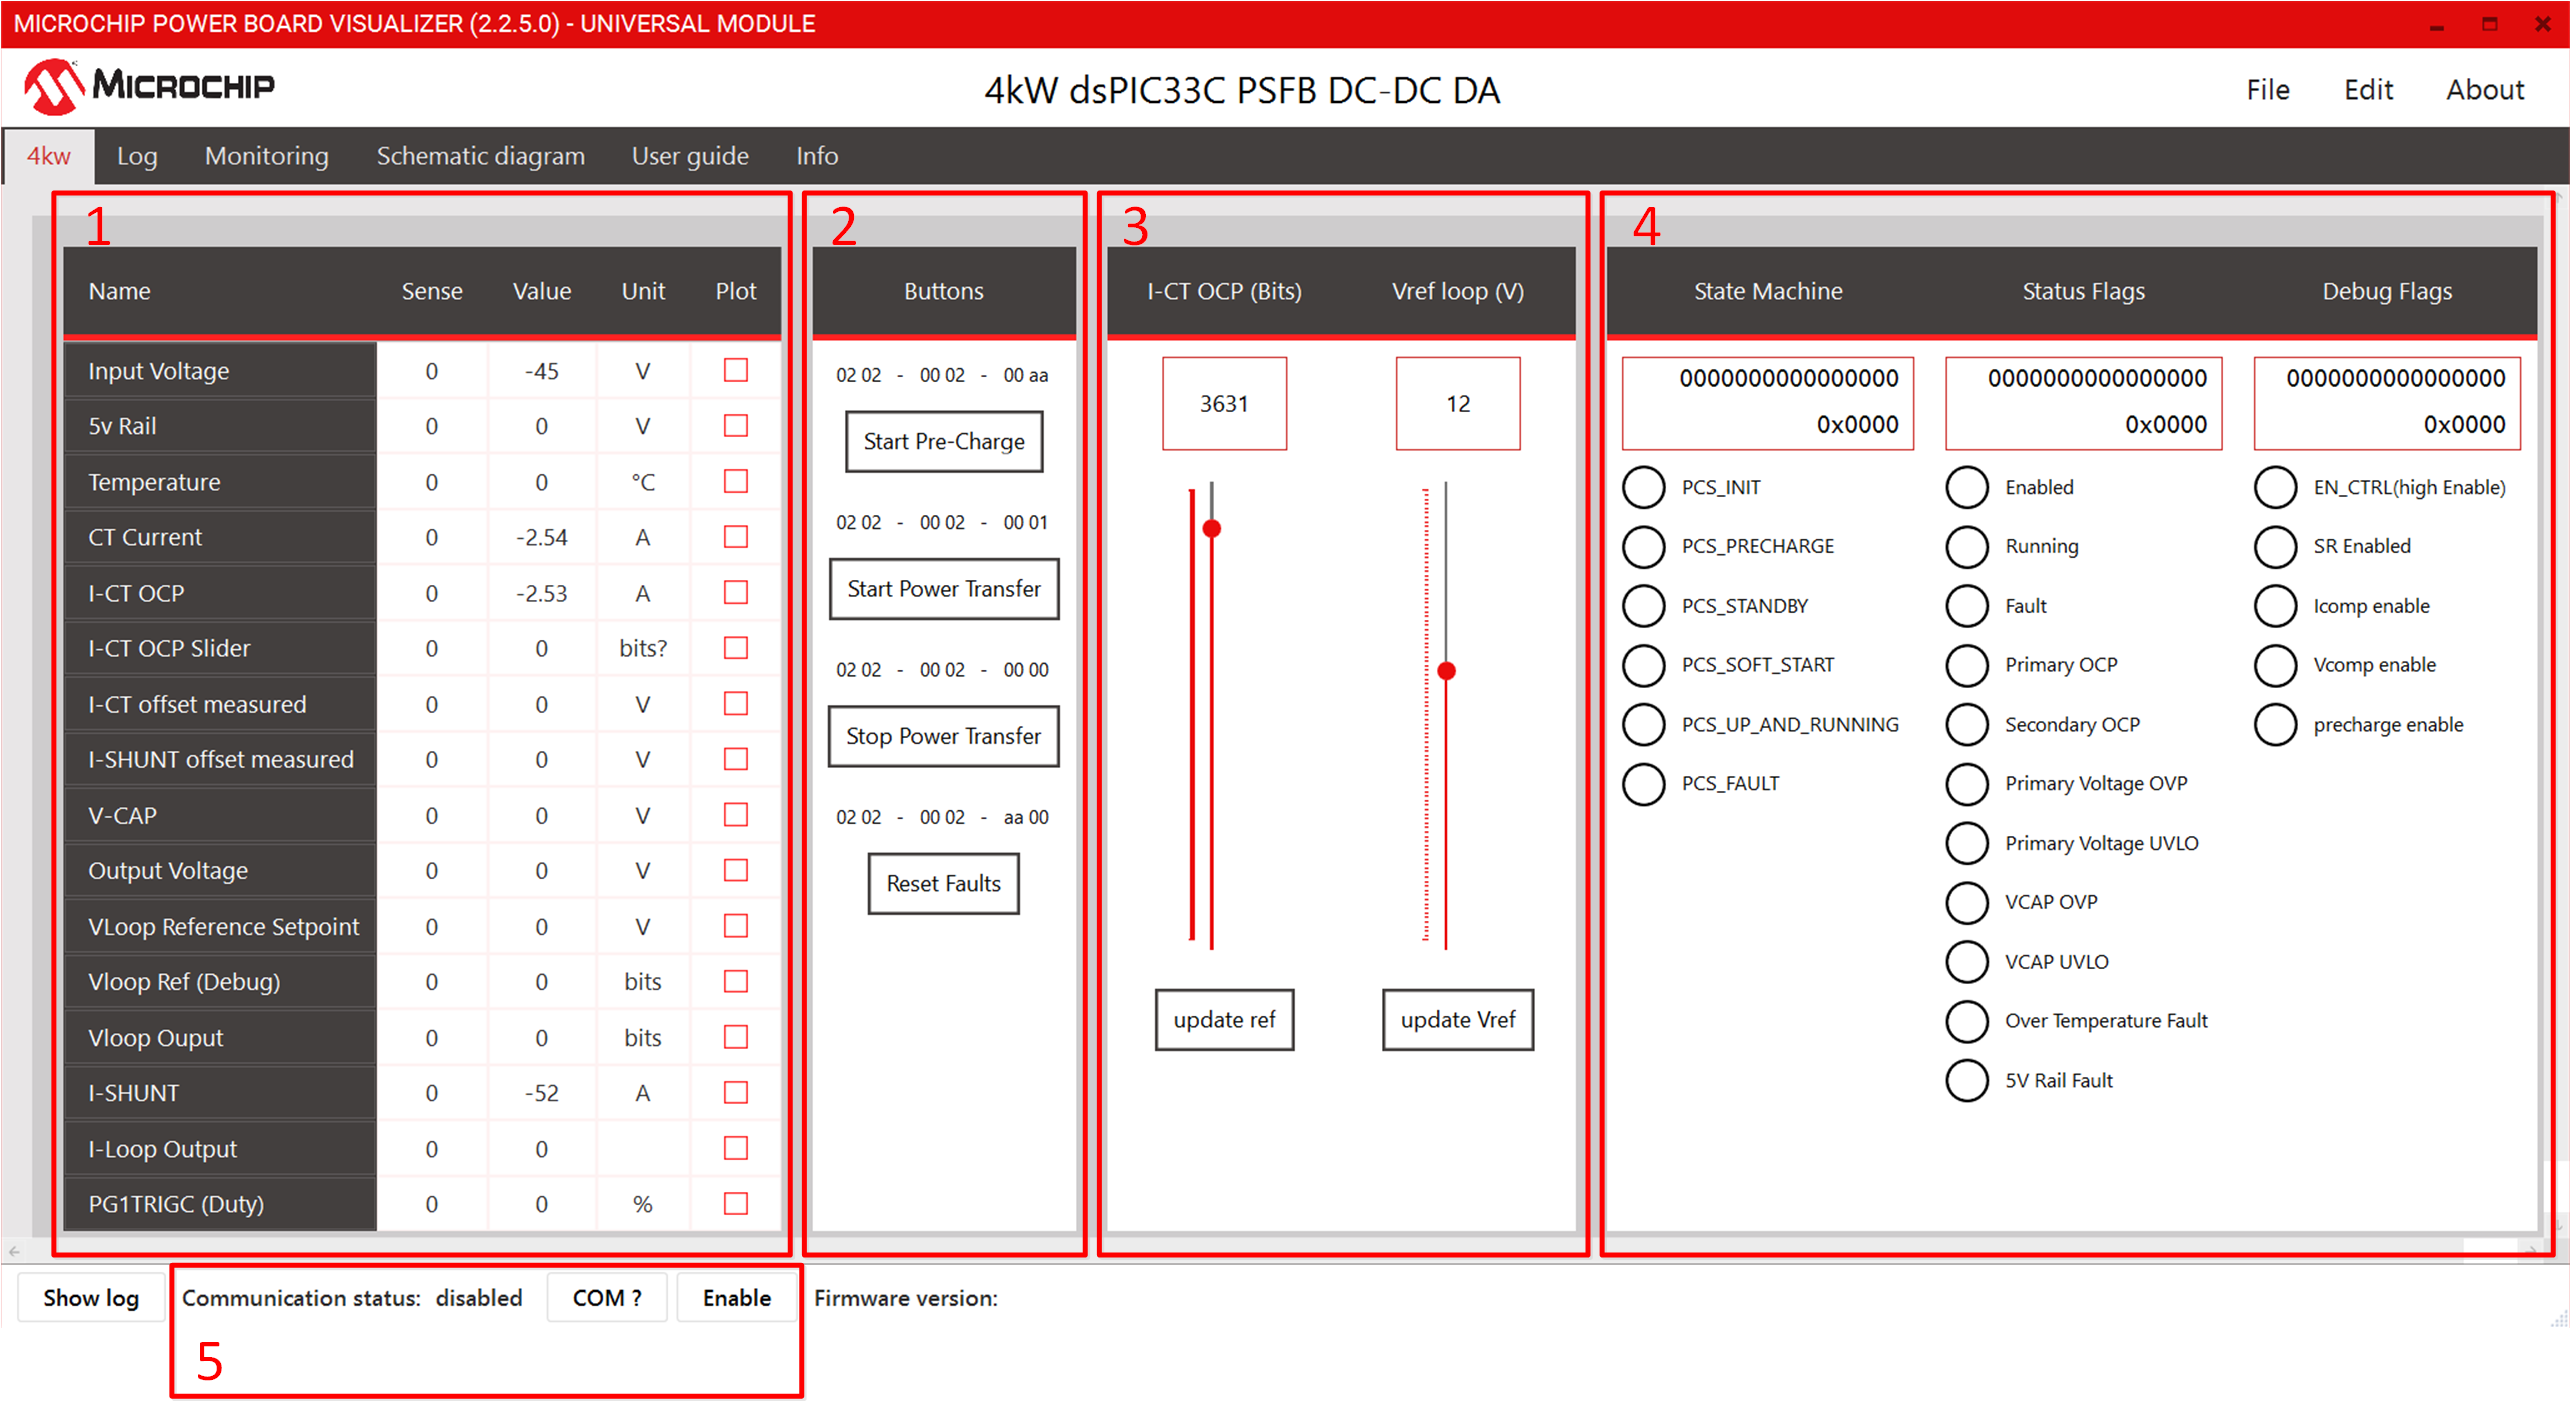 MICROCHIP POWER BOARD VISUALIZER (2.2.5.0) - UNIVERSAL MODULE
MICROCHIP
4kW dsPIC33C PSFB DC-DC DA
File Edit About
4kw Log Monitoring Schematic diagram User guide Info
1
Name Sense Value Unit Plot
Input Voltage 0 -45 V
5v Rail 0 0 V
Temperature 0 0 °C
CT Current 0 -2.54 A
I-CT OCP 0 -2.53 A
I-CT OCP Slider 0 0 bits?
I-CT offset measured 0 0 V
I-SHUNT offset measured 0 0 V
V-CAP 0 0 V
Output Voltage 0 0 V
VLoop Reference Setpoint 0 0 V
Vloop Ref (Debug) 0 0 bits
Vloop Ouput 0 0 bits
I-SHUNT 0 -52 A
I-Loop Output 0 0
PG1TRIGC (Duty) 0 0 %
2
Buttons
02 02 - 00 02 - 00 aa
Start Pre-Charge
02 02 - 00 02 - 00 01
Start Power Transfer
02 02 - 00 02 - 00 00
Stop Power Transfer
02 02 - 00 02 - aa 00
Reset Faults
3
I-CT OCP (Bits) Vref loop (V)
3631 12
update ref update Vref
4
State Machine Status Flags Debug Flags
0000000000000000 0000000000000000 0000000000000000
0x0000 0x0000 0x0000
PCS_INIT Enabled EN_CTRL(high Enable)
PCS_PRECHARGE Running SR Enabled
PCS_STANDBY Fault Icomp enable
PCS_SOFT_START Primary OCP Vcomp enable
PCS_UP_AND_RUNNING Secondary OCP precharge enable
PCS_FAULT Primary Voltage OVP
Primary Voltage UVLO
VCAP OVP
VCAP UVLO
Over Temperature Fault
5V Rail Fault
Show log Communication status: disabled COM ? Enable Firmware version:
5